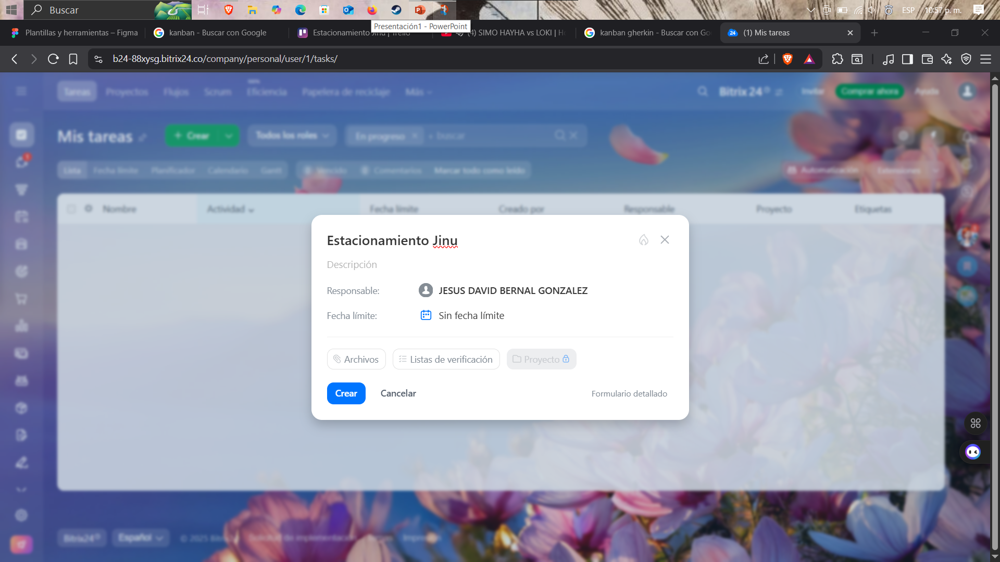 Buscar
ESP 10:57 p. m.
Presentación1 - PowerPoint
Plantillas y herramientas – Figma
kanban - Buscar con Google
Estacionamiento Jinu | Trello
(4) SIMO HAYHA vs LOKI | Ho
kanban gherkin - Buscar con Go
24 (1) Mis tareas
b24-88xysg.bitrix24.co/company/personal/user/1/tasks/
Tareas Proyectos Flujos Scrum Eficiencia Papelera de reciclaje Más
Bitrix 24 Invitar Comprar ahora Ayuda
Mis tareas + Crear Todos los roles En progreso + buscar
Lista Fecha límite Planificador Calendario Gantt Vencido Comentarios Marcar todo como leído Automatización Extensiones
Nombre Actividad Fecha límite Creado por Responsable Proyecto Etiquetas
Estacionamiento Jinu
Descripción
Responsable: JESUS DAVID BERNAL GONZALEZ
Fecha límite: Sin fecha límite
Archivos Listas de verificación Proyecto
Crear Cancelar Formulario detallado
Bitrix24 Español © 2025 Solicitud de implementación